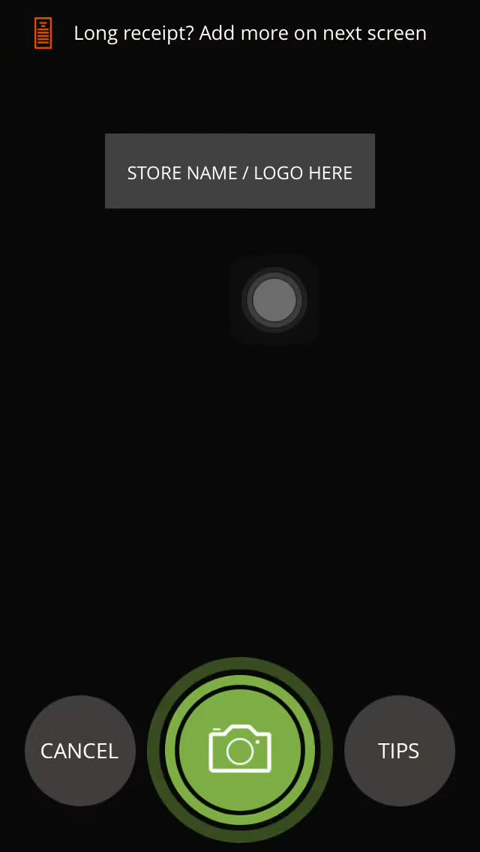 Long receipt? Add more on next screen
STORE NAME / LOGO HERE
CANCEL
TIPS